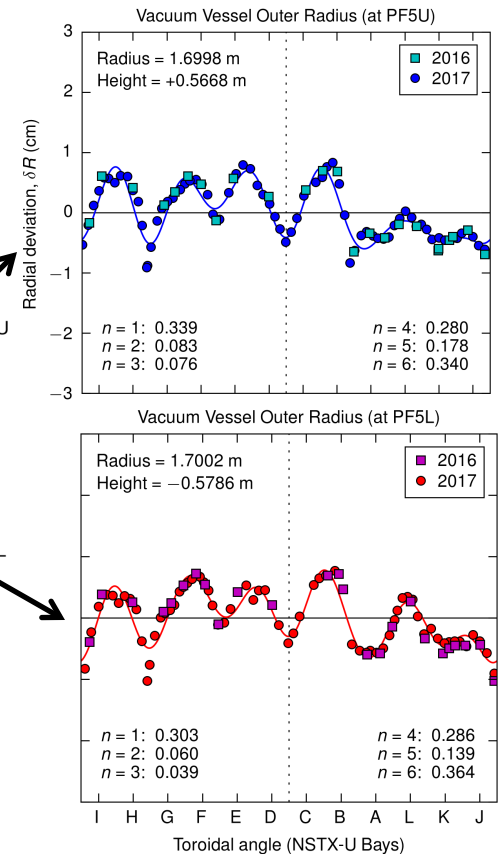 Vacuum Vessel Outer Radius (at PF5U)
3
2
1
0
−1
−2
−3
Radial deviation, δR (cm)
Radius = 1.6998 m
Height = +0.5668 m
2016
2017
n = 1: 0.339
n = 2: 0.083
n = 3: 0.076
n = 4: 0.280
n = 5: 0.178
n = 6: 0.340
U
Vacuum Vessel Outer Radius (at PF5L)
Radius = 1.7002 m
Height = −0.5786 m
2016
2017
n = 1: 0.303
n = 2: 0.060
n = 3: 0.039
n = 4: 0.286
n = 5: 0.139
n = 6: 0.364
I H G F E D C B A L K J
Toroidal angle (NSTX-U Bays)